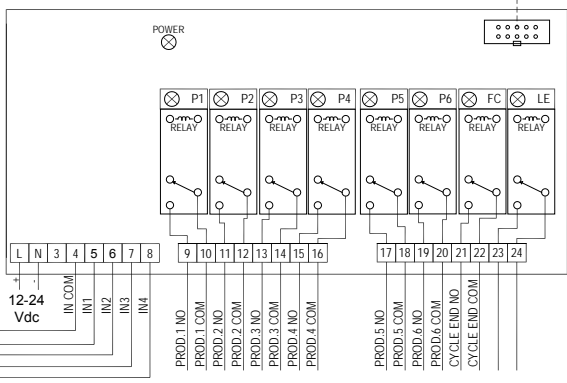 POWER
P1 P2 P3 P4 P5 P6 FC LE
RELAY RELAY RELAY RELAY RELAY RELAY RELAY RELAY
L N 3 4 5 6 7 8 9 10 11 12 13 14 15 16 17 18 19 20 21 22 23 24
+ -
12-24
Vdc
IN COM
IN1
IN2
IN3
IN4
PROD.1 NO
PROD.1 COM
PROD.2 NO
PROD.2 COM
PROD.3 NO
PROD.3 COM
PROD.4 NO
PROD.4 COM
PROD.5 NO
PROD.5 COM
PROD.6 NO
PROD.6 COM
CYCLE END NO
CYCLE END COM